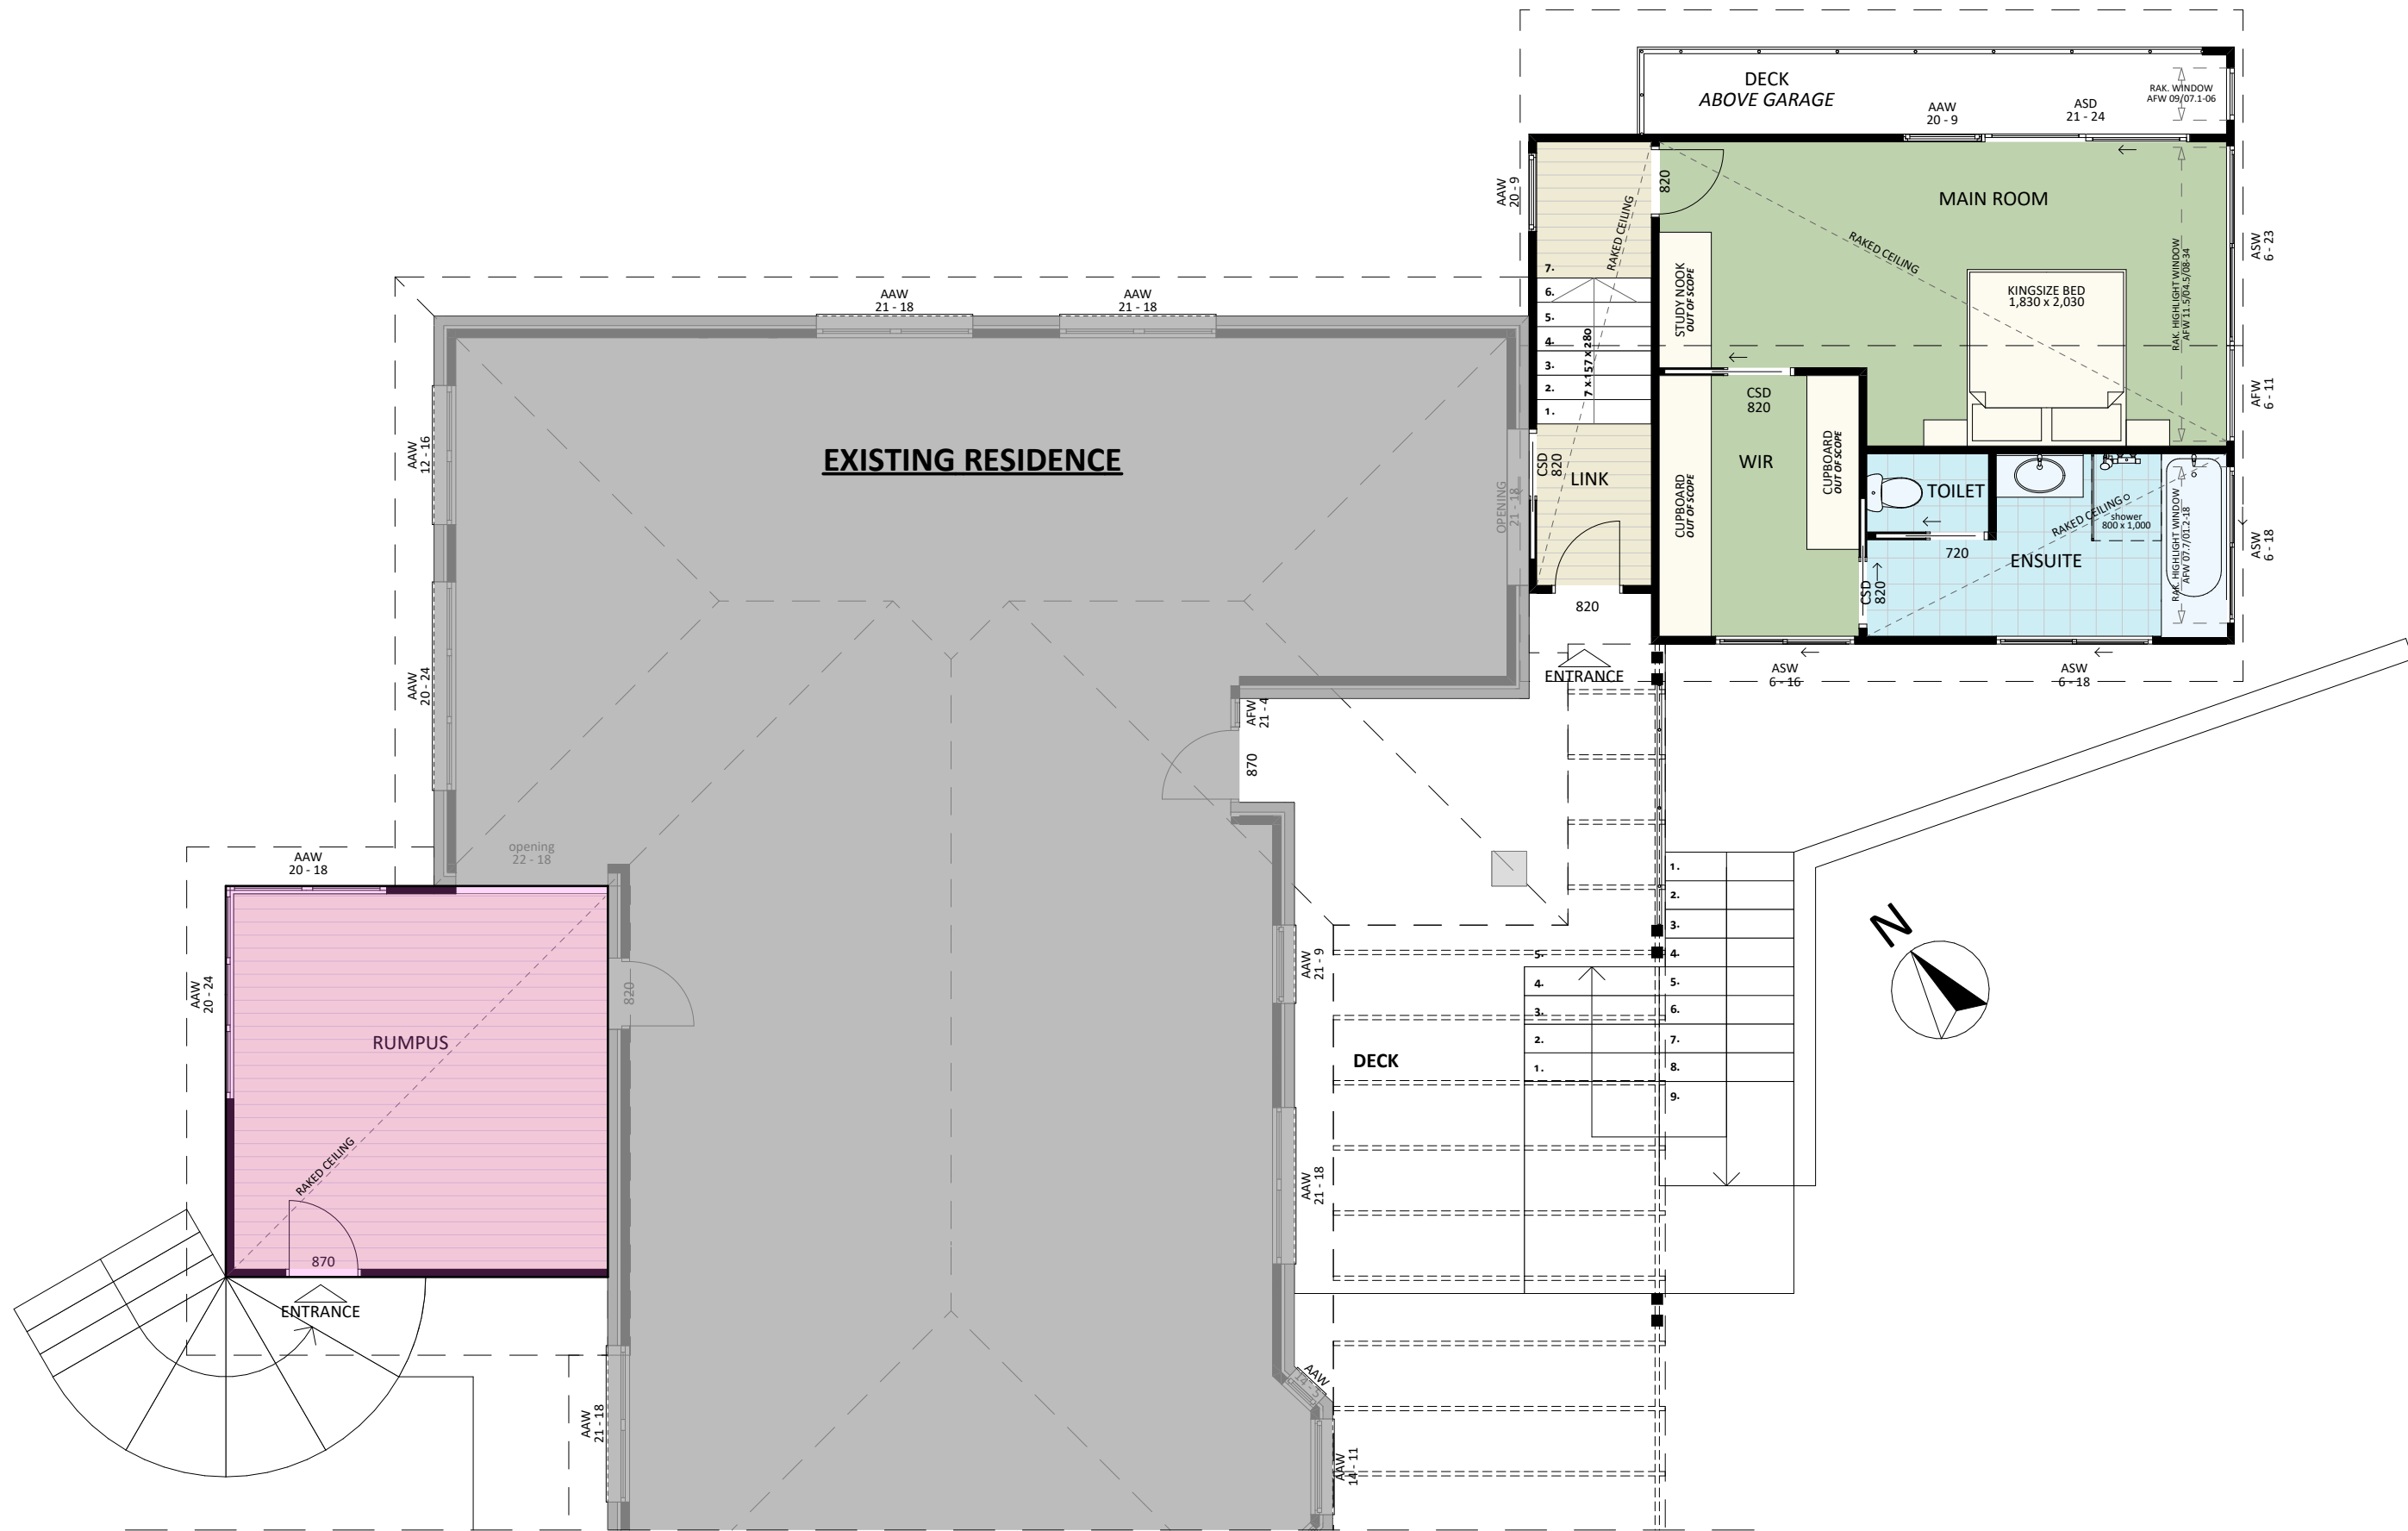 DECK
ABOVE GARAGE
RAK. WINDOW
AFW 09/07.1-06
AAW
20 - 9
ASD
21 - 24
AAW
20 - 9
820
RAKED CEILING
MAIN ROOM
RAKED CEILING
ASW
6 - 23
RAK. HIGHLIGHT WINDOW
AFW 11.5/04.5/08-34
KINGSIZE BED
1,830 x 2,030
STUDY NOOK
OUT OF SCOPE
7.
6.
5.
4.
3.
2.
1.
7 x 157 x 280
AFW
6 - 11
AAW
21 - 18
AAW
21 - 18
AAW
12 - 16
EXISTING RESIDENCE
OPENING
21 - 18
CSD
820
LINK
CSD
820
WIR
CUPBOARD
OUT OF SCOPE
CUPBOARD
OUT OF SCOPE
TOILET
RAKED CEILING
shower
800 x 1,000
720
ENSUITE
RAK. HIGHLIGHT WINDOW
AFW 07.7/01.2-18
ASW
6 - 18
CSD
820
820
ENTRANCE
ASW
6 - 16
ASW
6 - 18
AAW
20 - 24
AFW
21 - 4
870
opening
22 - 18
AAW
20 - 18
AAW
20 - 24
820
RUMPUS
RAKED CEILING
870
ENTRANCE
AAW
21 - 9
1.
2.
3.
4.
5.
6.
7.
8.
9.
5.
4.
3.
2.
1.
N
DECK
AAW
21 - 18
AAW
21 - 18
AAW
14 - 5
AAW
14 - 11